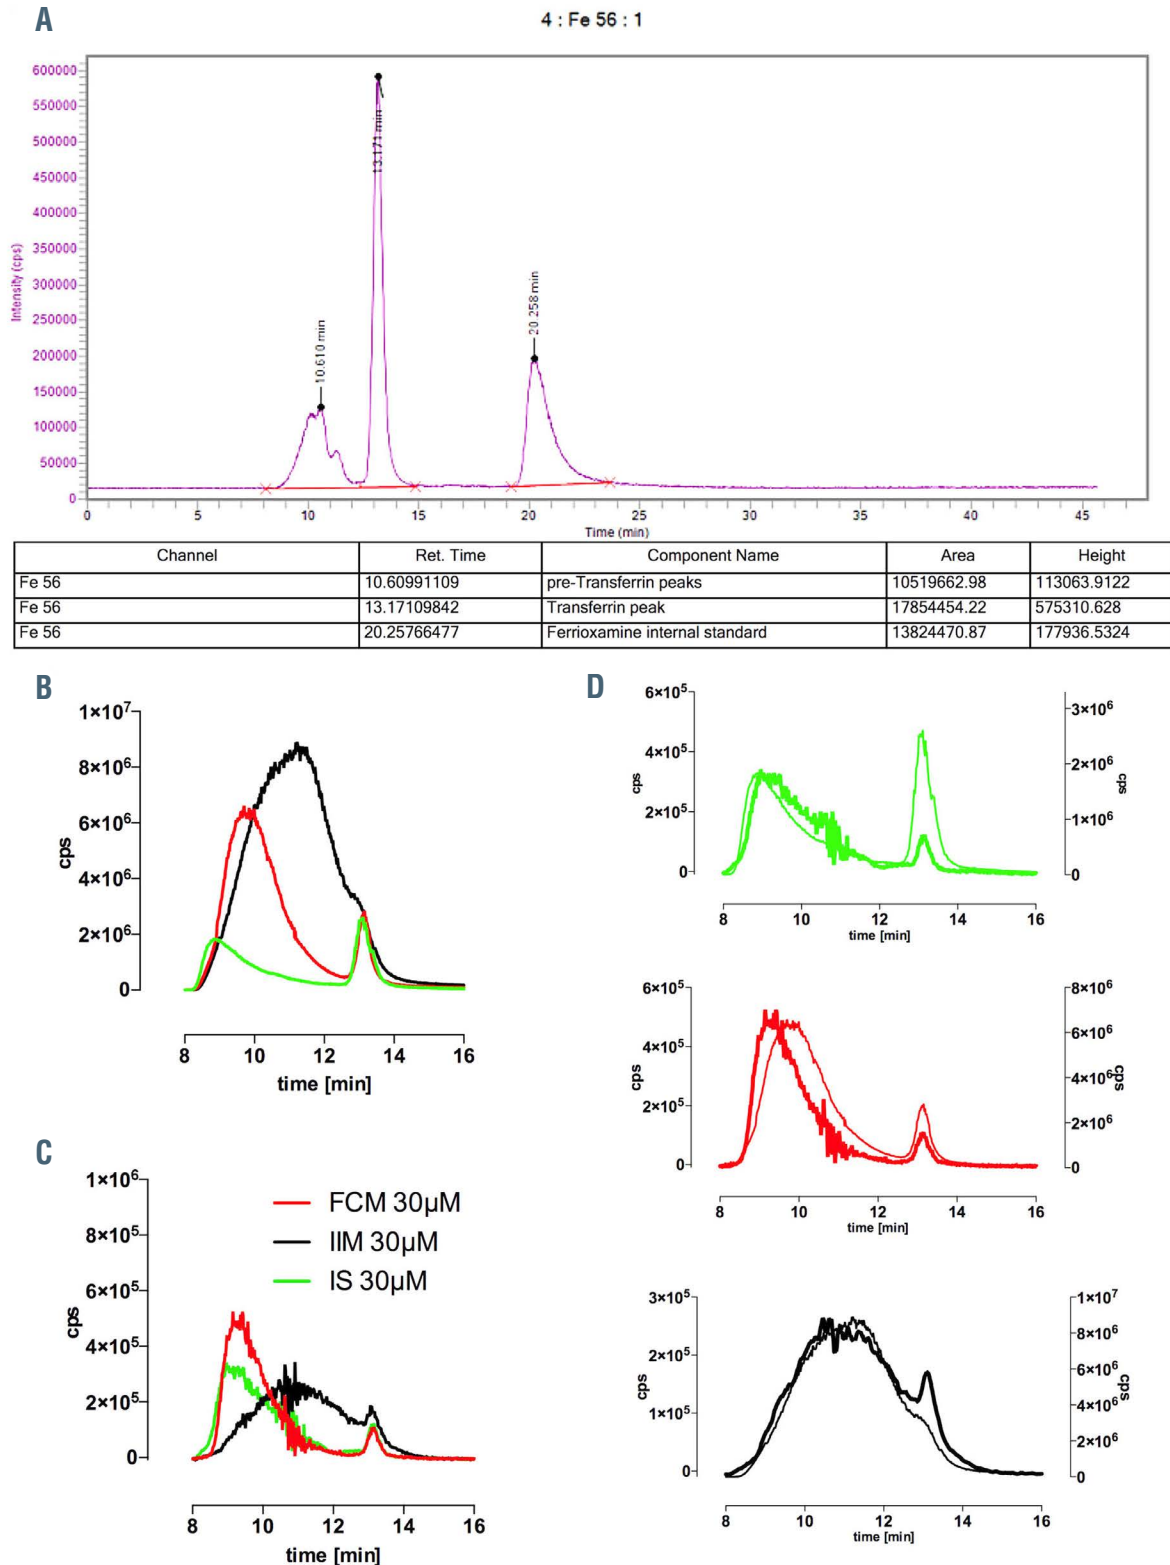 A
4 : Fe 56 : 1
Intensity (cps)
600000
550000
500000
450000
400000
350000
300000
250000
200000
150000
100000
50000
0
10.610 min
13.171 min
20.258 min
0 5 10 15 20 25 30 35 40 45
Time (min)
Channel Ret. Time Component Name Area Height
Fe 56 10.60991109 pre-Transferrin peaks 10519662.98 113063.9122
Fe 56 13.17109842 Transferrin peak 17854454.22 575310.628
Fe 56 20.25766477 Ferrioxamine internal standard 13824470.87 177936.5324
B
cps
1×10⁷
8×10⁶
6×10⁶
4×10⁶
2×10⁶
0
8 10 12 14 16
time [min]
C
cps
1×10⁶
8×10⁵
6×10⁵
4×10⁵
2×10⁵
0
FCM 30µM
IIM 30µM
IS 30µM
8 10 12 14 16
time [min]
D
cps
6×10⁵
4×10⁵
2×10⁵
0
3×10⁶
2×10⁶
1×10⁶
0
cps
8 10 12 14 16
time [min]
cps
6×10⁵
4×10⁵
2×10⁵
0
8×10⁶
6×10⁶
4×10⁶
2×10⁶
0
cps
8 10 12 14 16
time [min]
cps
3×10⁵
2×10⁵
1×10⁵
0
1×10⁷
8×10⁶
6×10⁶
4×10⁶
2×10⁶
0
cps
8 10 12 14 16
time [min]